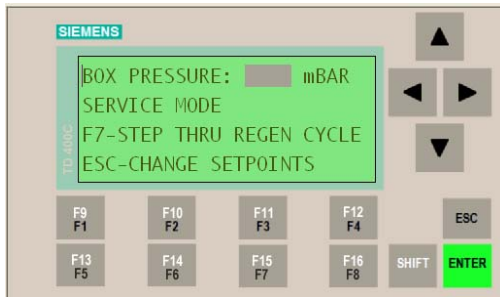 SIEMENS
BOX PRESSURE: mBAR
SERVICE MODE
F7-STEP THRU REGEN CYCLE
ESC-CHANGE SETPOINTS
TD 400C
F9 F10 F11 F12
F1 F2 F3 F4
ESC
F13 F14 F15 F16
F5 F6 F7 F8
SHIFT ENTER